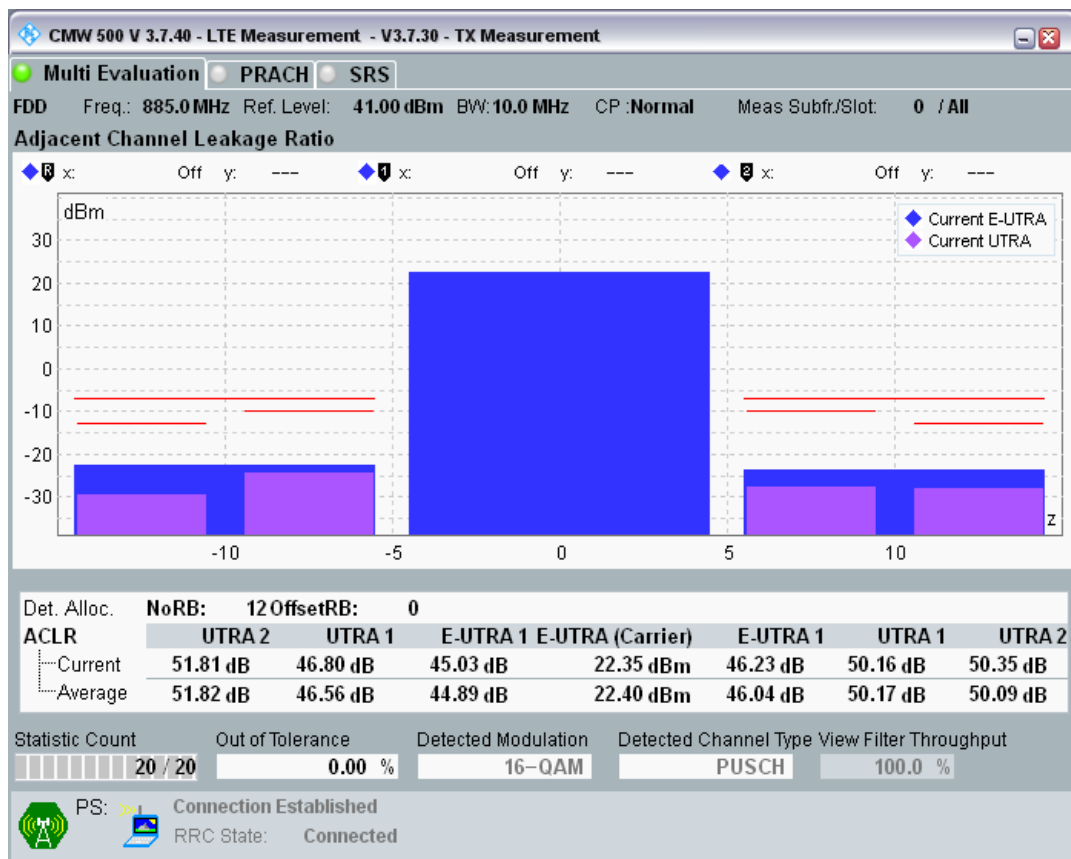 CMW 500 V 3.7.40 - LTE Measurement - V3.7.30 - TX Measurement
Multi Evaluation PRACH SRS
FDD Freq.: 885.0 MHz Ref. Level: 41.00 dBm BW: 10.0 MHz CP :Normal Meas Subfr./Slot: 0 / All
Adjacent Channel Leakage Ratio
R x: Off y: --- 1 x: Off y: --- 2 x: Off y: ---
dBm
Current E-UTRA
Current UTRA
30
20
10
0
-10
-20
-30
z
-10 -5 0 5 10
Det. Alloc. NoRB: 12 OffsetRB: 0
ACLR UTRA 2 UTRA 1 E-UTRA 1 E-UTRA (Carrier) E-UTRA 1 UTRA 1 UTRA 2
Current 51.81 dB 46.80 dB 45.03 dB 22.35 dBm 46.23 dB 50.16 dB 50.35 dB
Average 51.82 dB 46.56 dB 44.89 dB 22.40 dBm 46.04 dB 50.17 dB 50.09 dB
Statistic Count Out of Tolerance Detected Modulation Detected Channel Type View Filter Throughput
20 / 20 0.00 % 16-QAM PUSCH 100.0 %
PS: Connection Established
RRC State: Connected